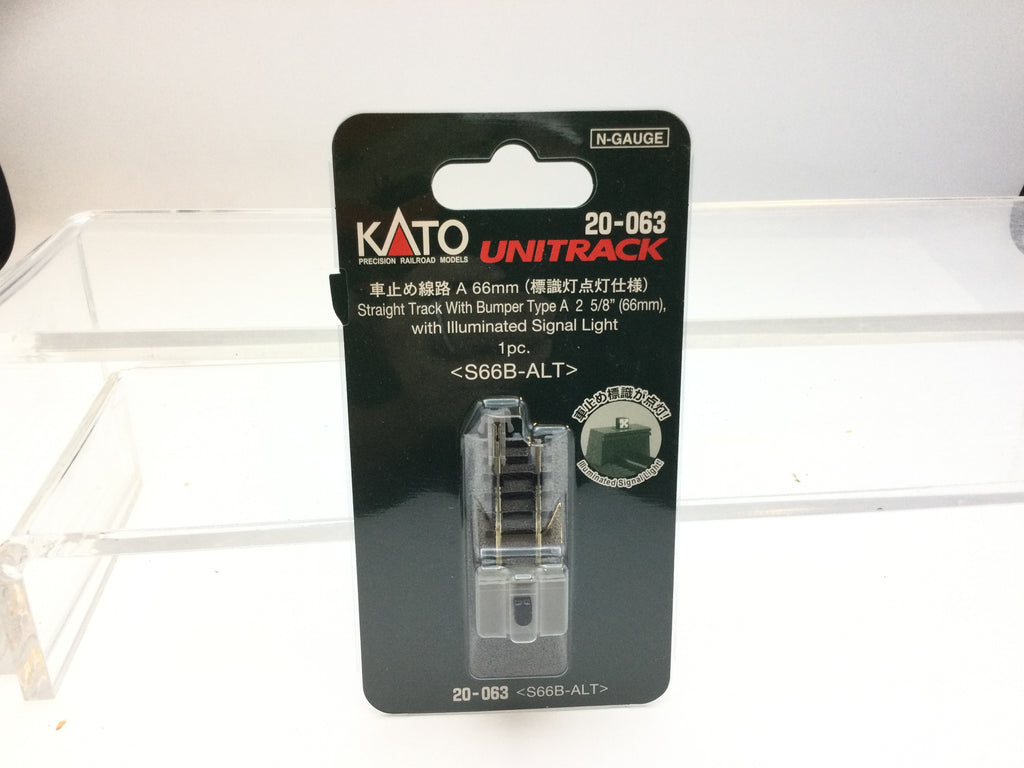 N-GAUGE
20-063
KATO
PRECISION RAILROAD MODELS
UNITRACK
車止め線路 A 66mm (標識灯点灯仕様)
Straight Track With Bumper Type A 2 5/8" (66mm),
with Illuminated Signal Light
1pc.
<S66B-ALT>
車止め標識が点灯!
Illuminated Signal Light!
20-063 <S66B-ALT>